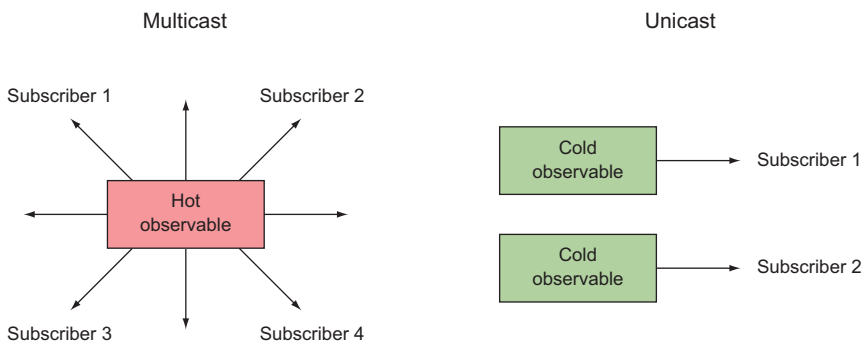 Multicast
Unicast
Subscriber 1
Subscriber 2
Hot
observable
Subscriber 3
Subscriber 4
Cold
observable
Subscriber 1
Cold
observable
Subscriber 2